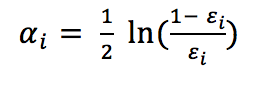 αᵢ = 1/2 ln((1− εᵢ)/εᵢ)